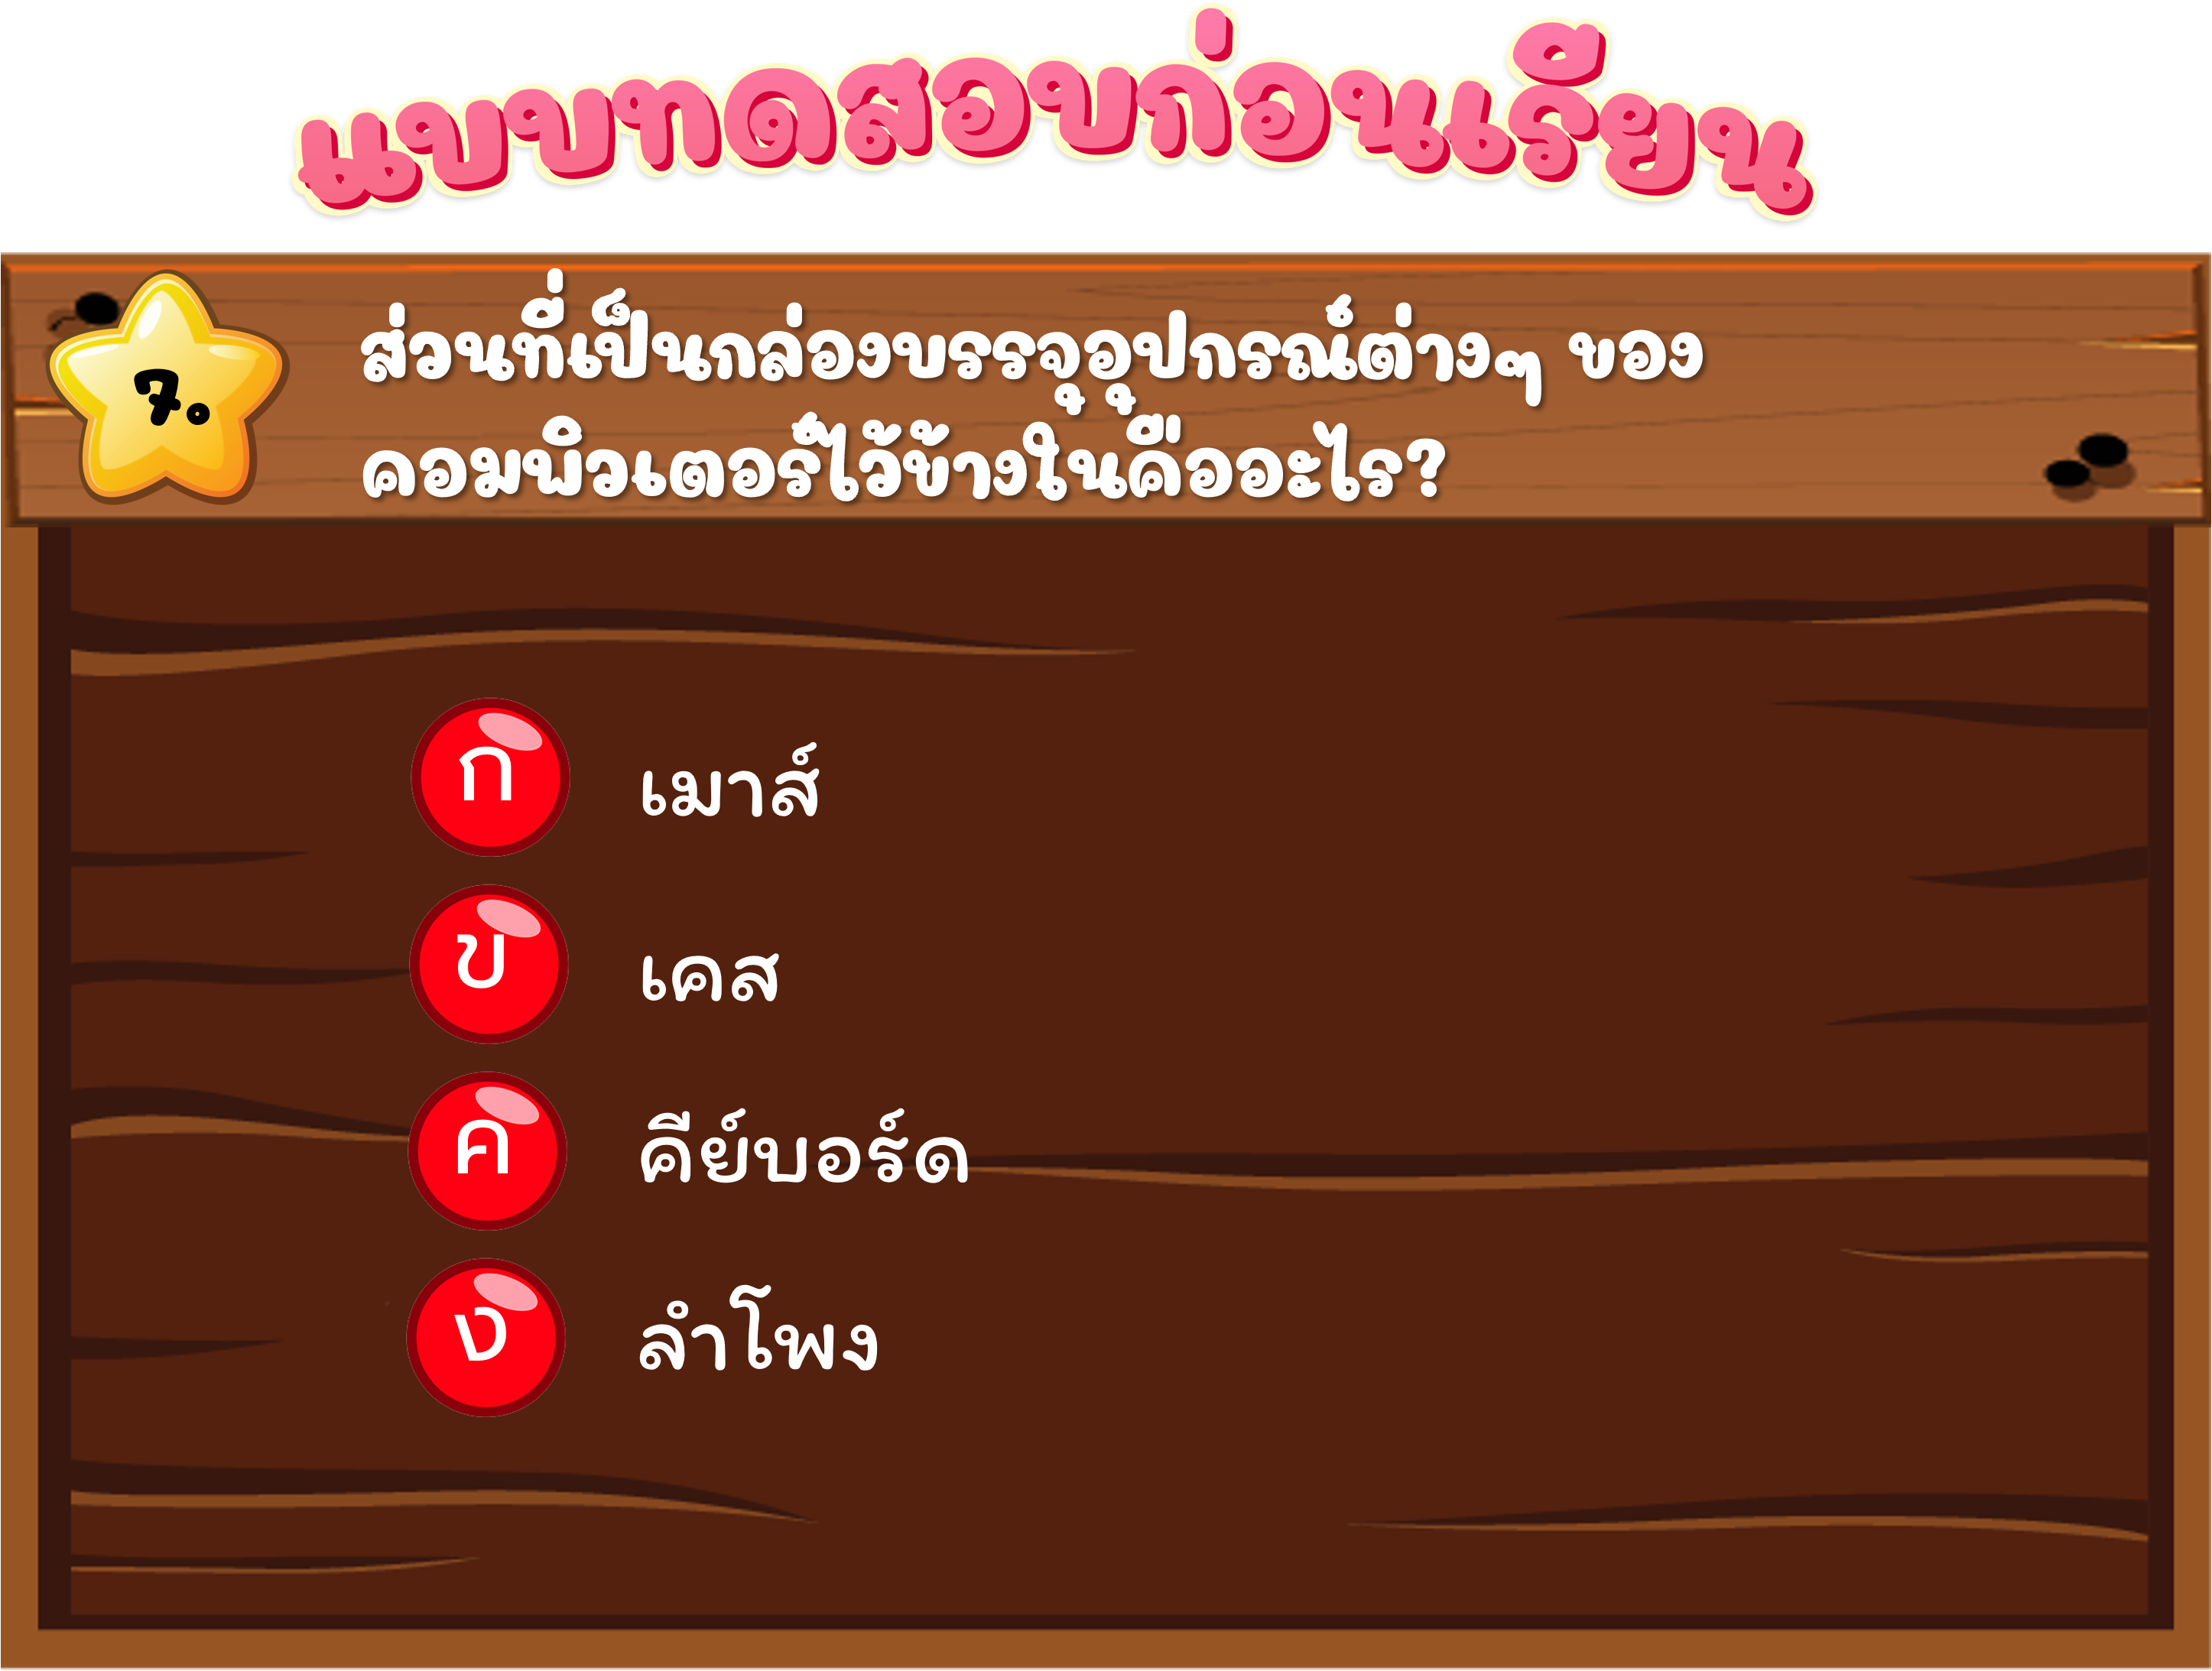 แบบทดสอบก่อนเรียน
7.
ส่วนที่เป็นกล่องบรรจุอุปกรณ์ต่างๆ ของ
คอมพิวเตอร์ไว้ข้างในคืออะไร?
ก เมาส์
ข เคส
ค คีย์บอร์ด
ง ลำโพง